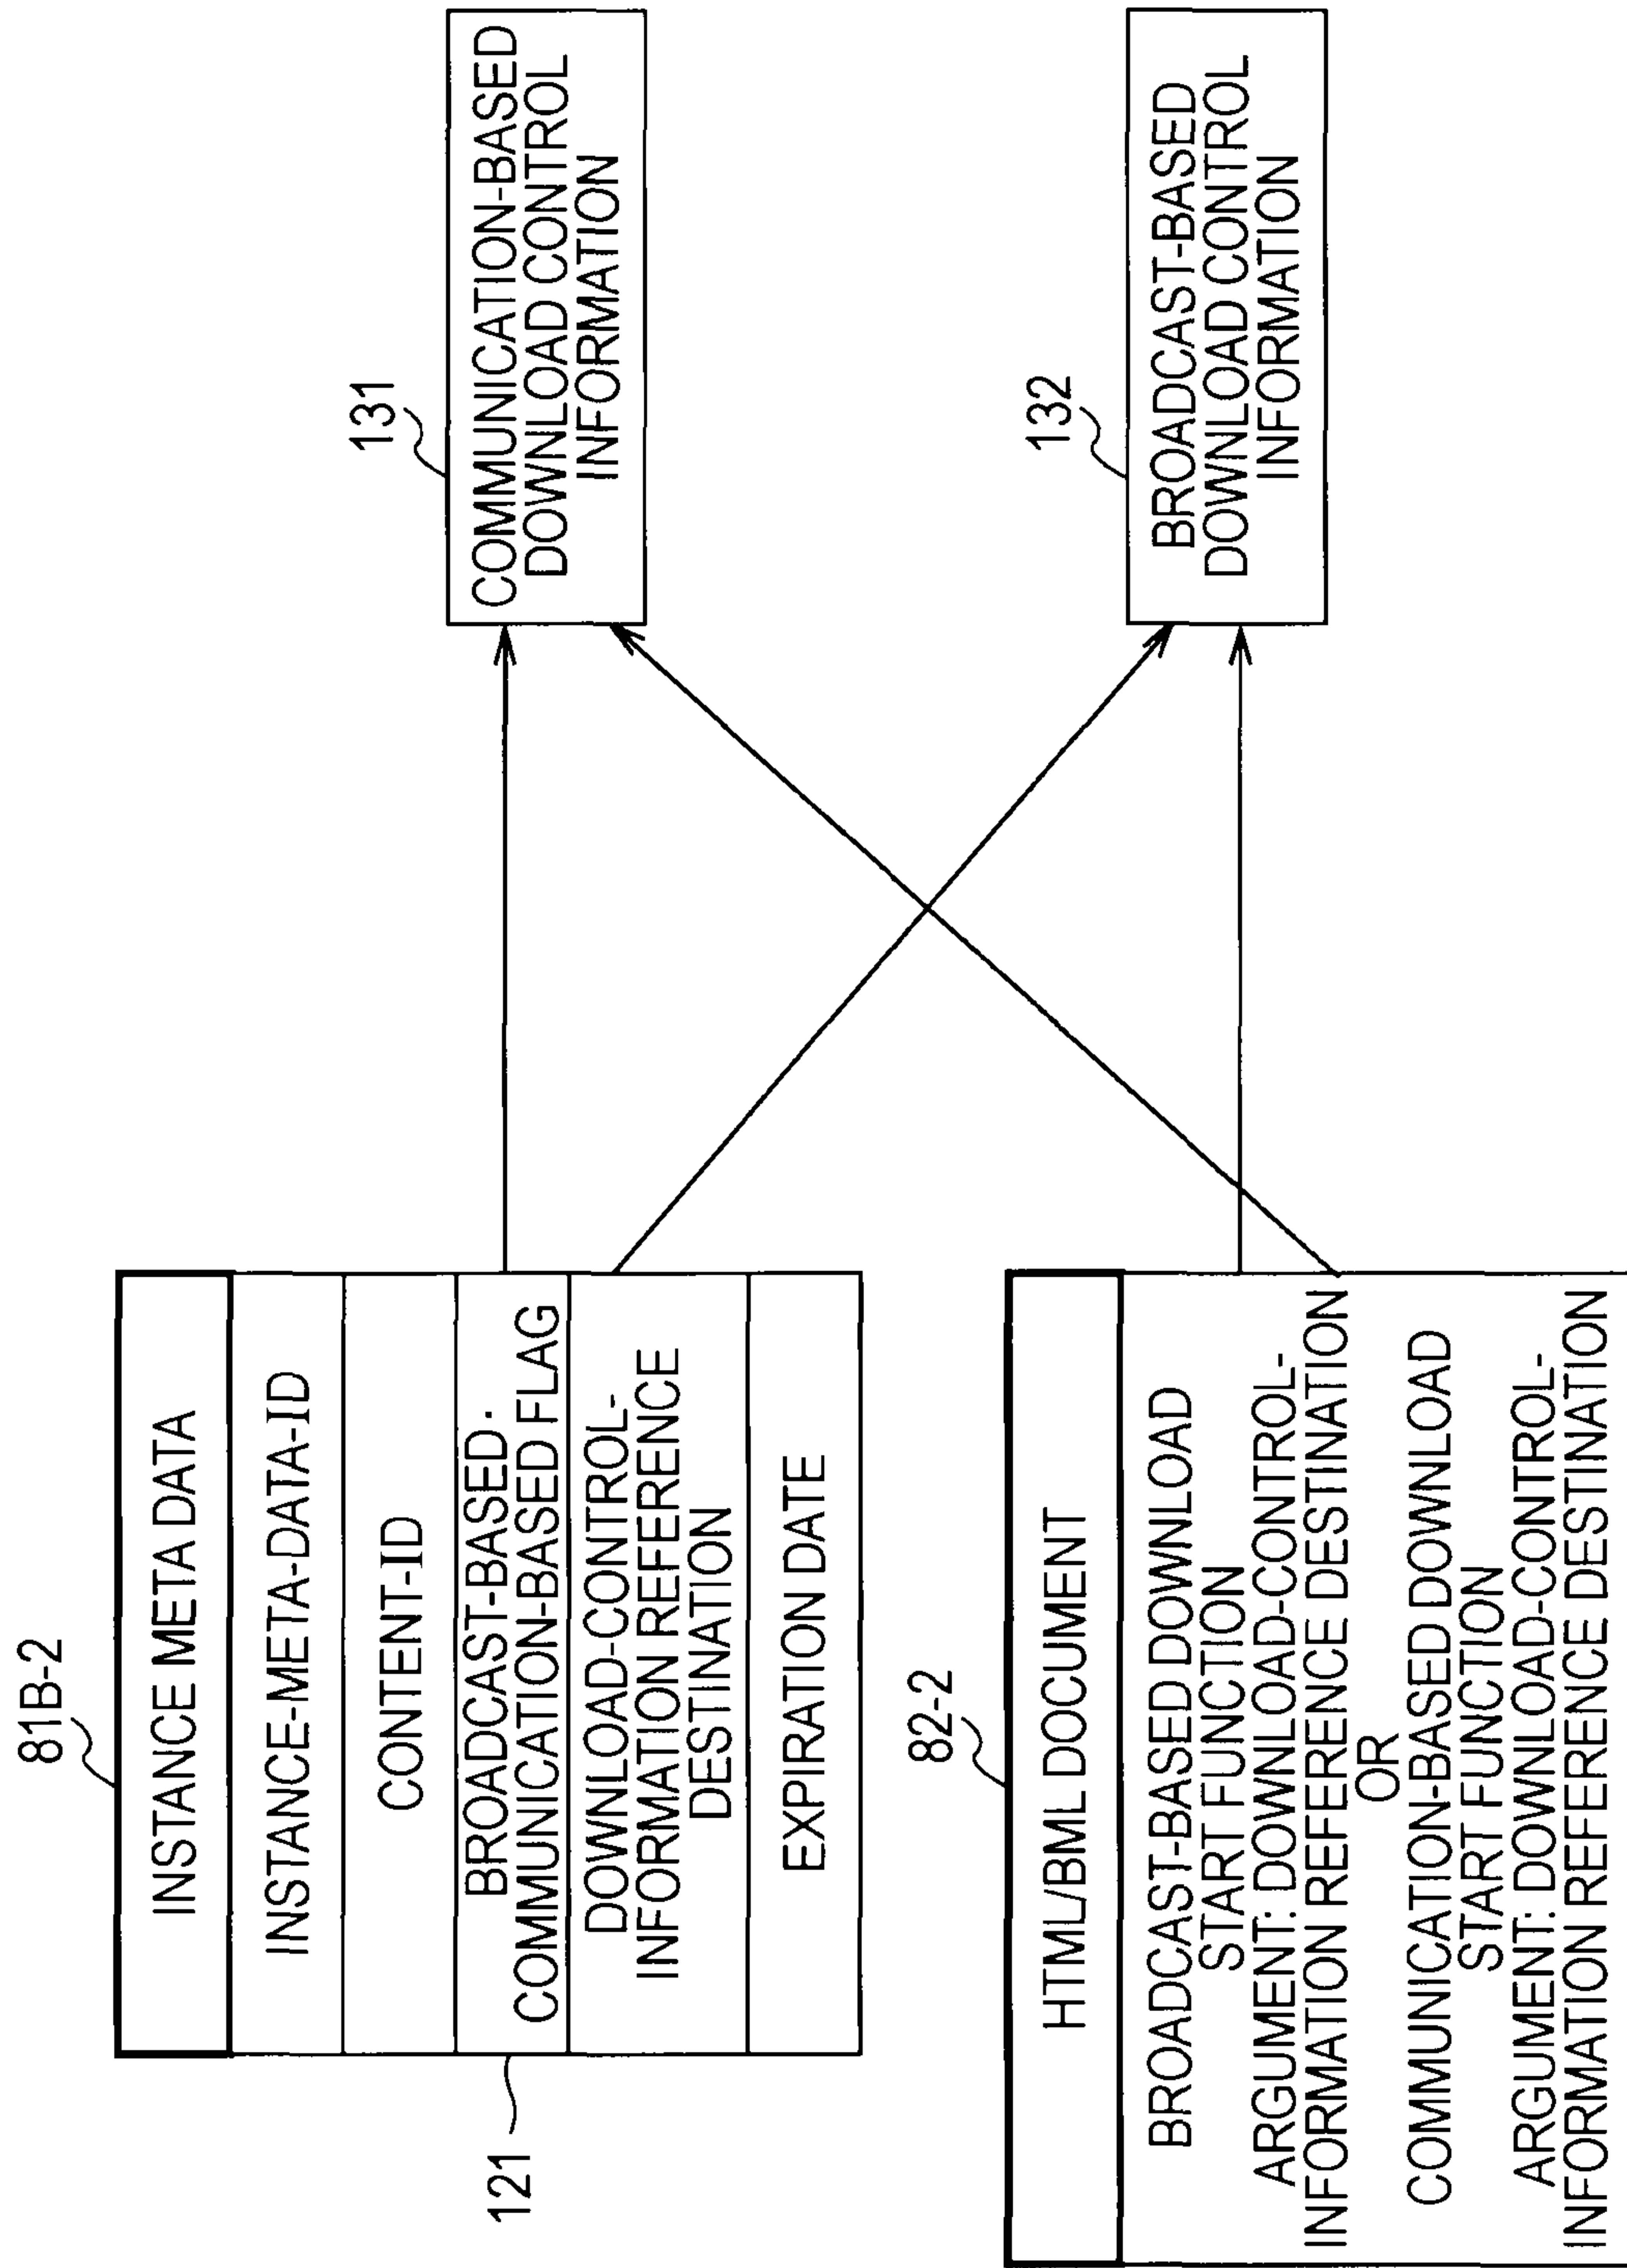 81B-2
INSTANCE META DATA
INSTANCE-META-DATA-ID
CONTENT-ID
BROADCAST-BASED·
COMMUNICATION-BASED FLAG
DOWNLOAD-CONTROL-
INFORMATION REFERENCE
DESTINATION
EXPIRATION DATE
121
82-2
HTML/BML DOCUMENT
BROADCAST-BASED DOWNLOAD
START FUNCTION
ARGUMENT: DOWNLOAD-CONTROL-
INFORMATION REFERENCE DESTINATION
OR
COMMUNICATION-BASED DOWNLOAD
START FUNCTION
ARGUMENT: DOWNLOAD-CONTROL-
INFORMATION REFERENCE DESTINATION
131
COMMUNICATION-BASED
DOWNLOAD CONTROL
INFORMATION
132
BROADCAST-BASED
DOWNLOAD CONTROL
INFORMATION